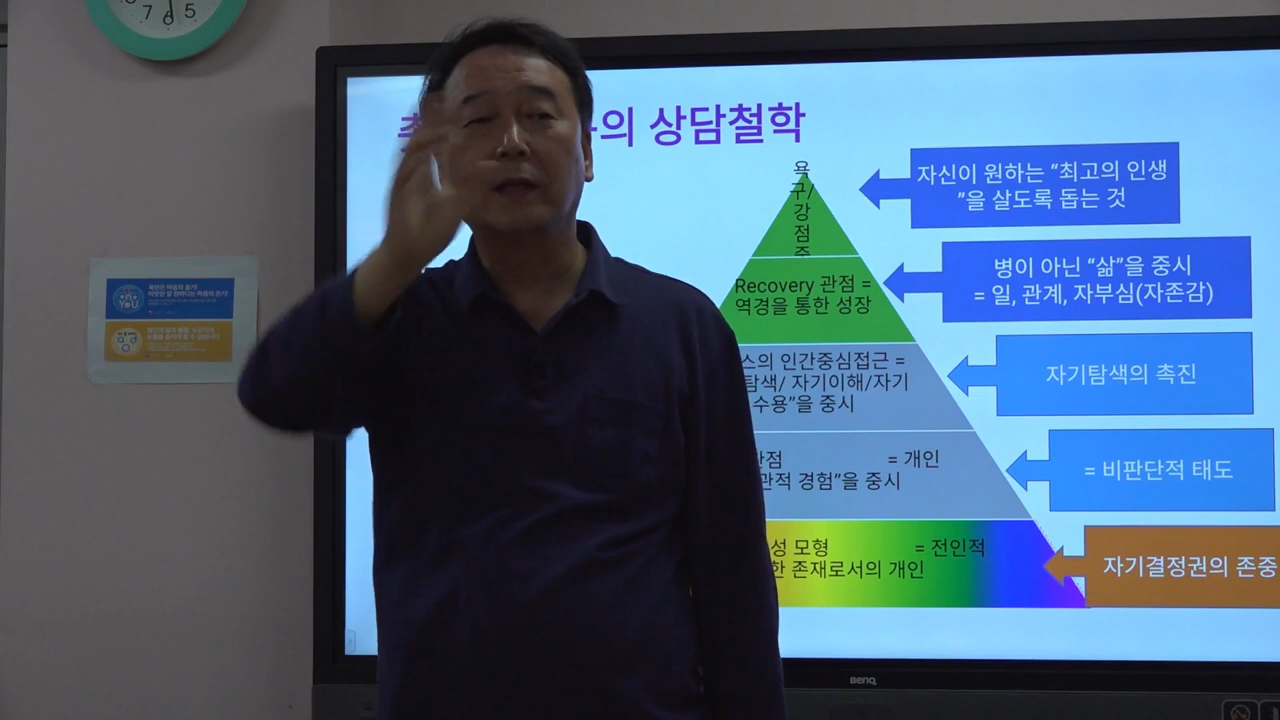 7 6 5
의 상담철학
욕
구/
강
점
중
자신이 원하는 “최고의 인생
”을 살도록 돕는 것
Recovery 관점 =
역경을 통한 성장
병이 아닌 “삶”을 중시
= 일, 관계, 자부심(자존감)
스의 인간중심접근 =
탐색/ 자기이해/자기
수용”을 중시
자기탐색의 촉진
관점 = 개인
관적 경험”을 중시
= 비판단적 태도
성 모형 = 전인적
한 존재로서의 개인
자기결정권의 존중
BenQ